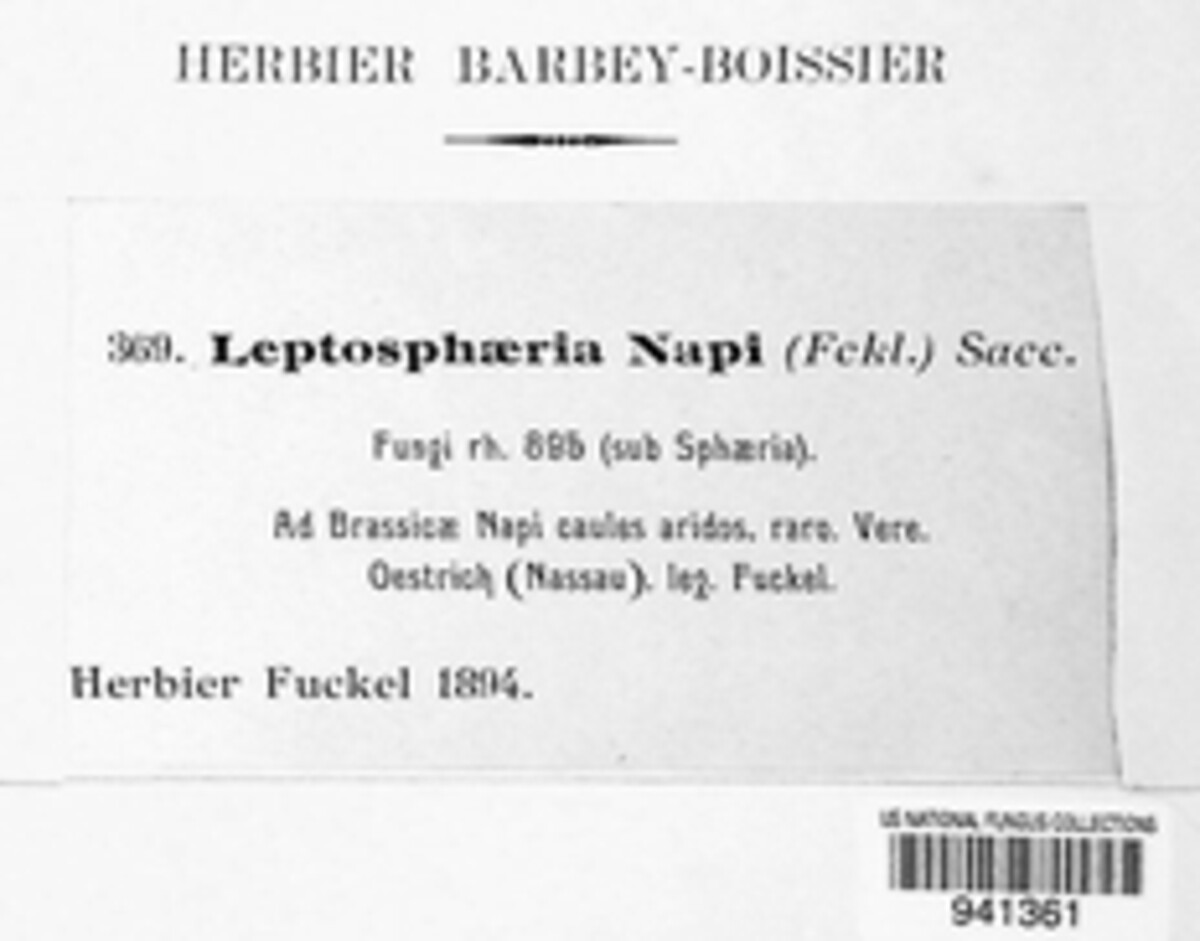 HERBIER BARBEY-BOISSIER
369. Leptosphæria Napi (Fckl.) Sacc.
Fungi rh. 895 (sub Sphæria).
Ad Brassicæ Napi caules aridos, raro. Vere.
Oestrich (Nassau). leg. Fuckel.
Herbier Fuckel 1894.
US NATIONAL FUNGUS COLLECTIONS
941361